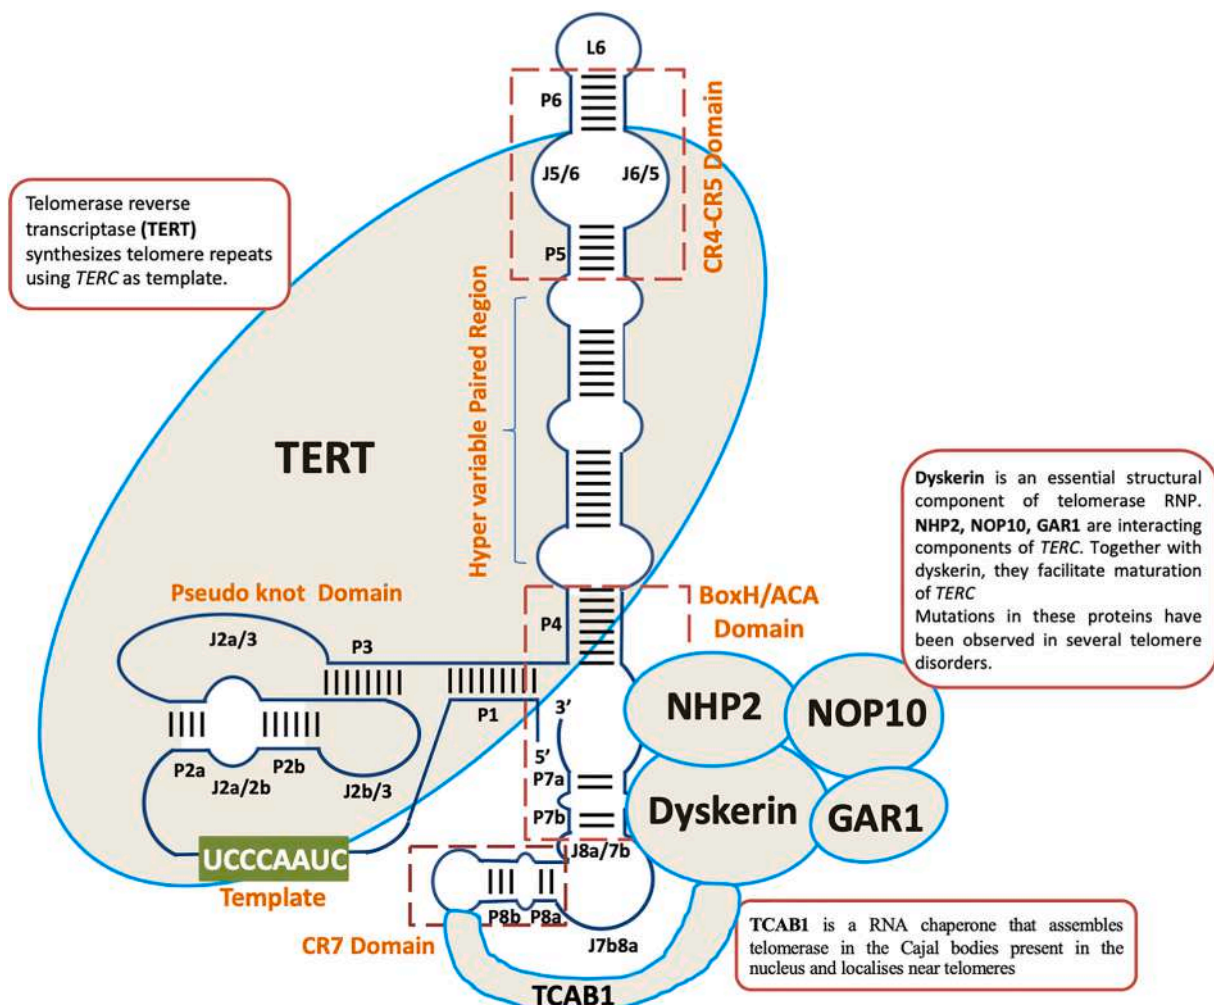 L6
P6
CR4-CR5 Domain
J5/6
J6/5
Telomerase reverse
transcriptase (TERT)
synthesizes telomere repeats
using TERC as template.
P5
Hyper variable Paired Region
TERT
Dyskerin is an essential structural
component of telomerase RNP.
NHP2, NOP10, GAR1 are interacting
components of TERC. Together with
dyskerin, they facilitate maturation
of TERC
Mutations in these proteins have
been observed in several telomere
disorders.
Pseudo knot Domain
BoxH/ACA
Domain
P4
J2a/3
P3
3’
P1
5’
NHP2
NOP10
P2a
J2a/2b
P2b
J2b/3
P7a
P7b
Dyskerin
GAR1
UCCCAAUC
Template
J8a/7b
P8b
P8a
CR7 Domain
J7b8a
TCAB1 is a RNA chaperone that assembles
telomerase in the Cajal bodies present in the
nucleus and localises near telomeres
TCAB1